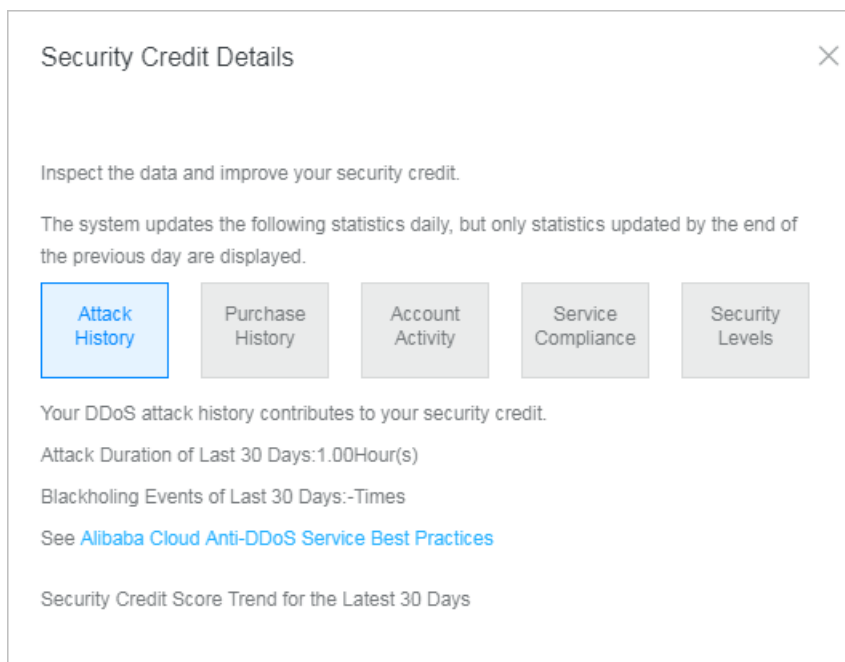 Security Credit Details
Inspect the data and improve your security credit.
The system updates the following statistics daily, but only statistics updated by the end of
the previous day are displayed.
Attack
History
Purchase
History
Account
Activity
Service
Compliance
Security
Levels
Your DDoS attack history contributes to your security credit.
Attack Duration of Last 30 Days:1.00Hour(s)
Blackholing Events of Last 30 Days:-Times
See Alibaba Cloud Anti-DDoS Service Best Practices
Security Credit Score Trend for the Latest 30 Days